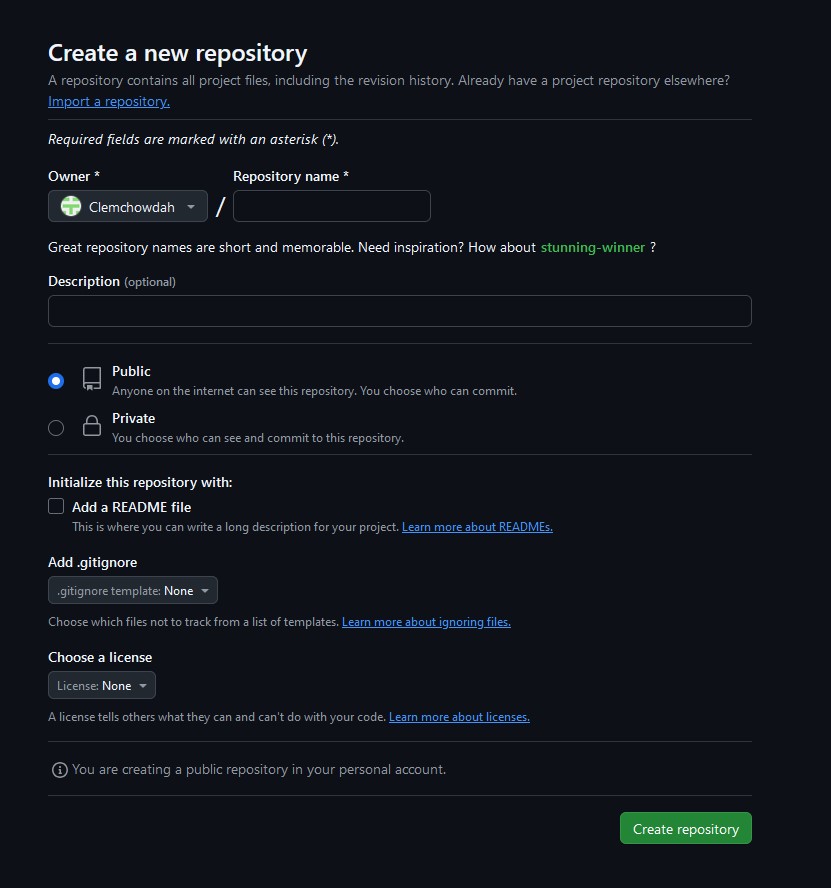 Create a new repository
A repository contains all project files, including the revision history. Already have a project repository elsewhere?
Import a repository.
Required fields are marked with an asterisk (*).
Owner * Repository name *
Clemchowdah /
Great repository names are short and memorable. Need inspiration? How about stunning-winner ?
Description (optional)
Public
Anyone on the internet can see this repository. You choose who can commit.
Private
You choose who can see and commit to this repository.
Initialize this repository with:
Add a README file
This is where you can write a long description for your project. Learn more about READMEs.
Add .gitignore
.gitignore template: None
Choose which files not to track from a list of templates. Learn more about ignoring files.
Choose a license
License: None
A license tells others what they can and can't do with your code. Learn more about licenses.
You are creating a public repository in your personal account.
Create repository